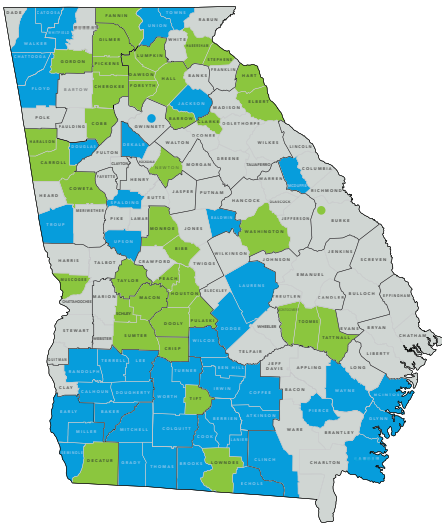 DADE
CATOOSA
FANNIN
UNION
TOWNS
RABUN
MURRAY
WHITFIELD
WALKER
GILMER
WHITE
HABERSHAM
STEPHENS
LUMPKIN
CHATTOOGA
GORDON
PICKENS
DAWSON
HALL
BANKS
FRANKLIN
HART
FLOYD
BARTOW
CHEROKEE
FORSYTH
JACKSON
MADISON
ELBERT
POLK
PAULDING
COBB
GWINNETT
BARROW
CLARKE
OGLETHORPE
OCONEE
HARALSON
DOUGLAS
FULTON
DEKALB
WALTON
WILKES
LINCOLN
CARROLL
CLAYTON
NEWTON
MORGAN
GREENE
TALIAFERRO
COLUMBIA
FAYETTE
HENRY
WARREN
MCDUFFIE
RICHMOND
HEARD
COWETA
SPALDING
BUTTS
JASPER
PUTNAM
HANCOCK
GLASCOCK
JEFFERSON
BURKE
MERIWETHER
PIKE
LAMAR
TROUP
UPSON
MONROE
JONES
BALDWIN
WASHINGTON
HARRIS
TALBOT
CRAWFORD
BIBB
TWIGGS
WILKINSON
JOHNSON
JENKINS
SCREVEN
EMANUEL
MUSCOGEE
TAYLOR
PEACH
HOUSTON
BLECKLEY
LAURENS
TREUTLEN
CANDLER
BULLOCH
EFFINGHAM
CHATTAHOOCHEE
MARION
MACON
SCHLEY
DOOLY
PULASKI
DODGE
WHEELER
TOOMBS
TATTNALL
EVANS
BRYAN
CHATHAM
STEWART
WEBSTER
SUMTER
CRISP
WILCOX
TELFAIR
LIBERTY
QUITMAN
TERRELL
LEE
RANDOLPH
TURNER
BEN HILL
JEFF
DAVIS
APPLING
LONG
CLAY
CALHOUN
DOUGHERTY
WORTH
TIFT
IRWIN
COFFEE
BACON
WAYNE
MCINTOSH
EARLY
BAKER
MITCHELL
COLQUITT
BERRIEN
ATKINSON
PIERCE
GLYNN
MILLER
COOK
LANIER
WARE
BRANTLEY
SEMINOLE
DECATUR
GRADY
THOMAS
BROOKS
LOWNDES
CLINCH
ECHOLS
CHARLTON
CAMDEN